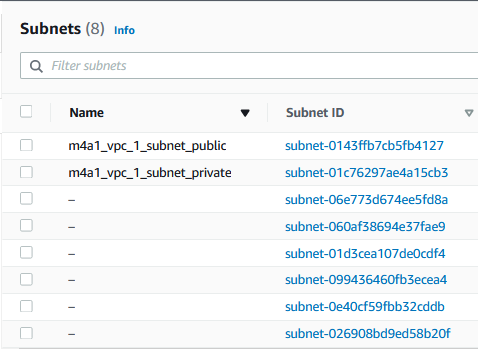 Subnets (8) Info
Filter subnets
Name Subnet ID
m4a1_vpc_1_subnet_public subnet-0143ffb7cb5fb4127
m4a1_vpc_1_subnet_private subnet-01c76297ae4a15cb3
– subnet-06e773d674ee5fd8a
– subnet-060af38694e37fae9
– subnet-01d3cea107de0cdf4
– subnet-099436460fb3ecea4
– subnet-0e40cf59fbb32cddb
– subnet-026908bd9ed58b20f